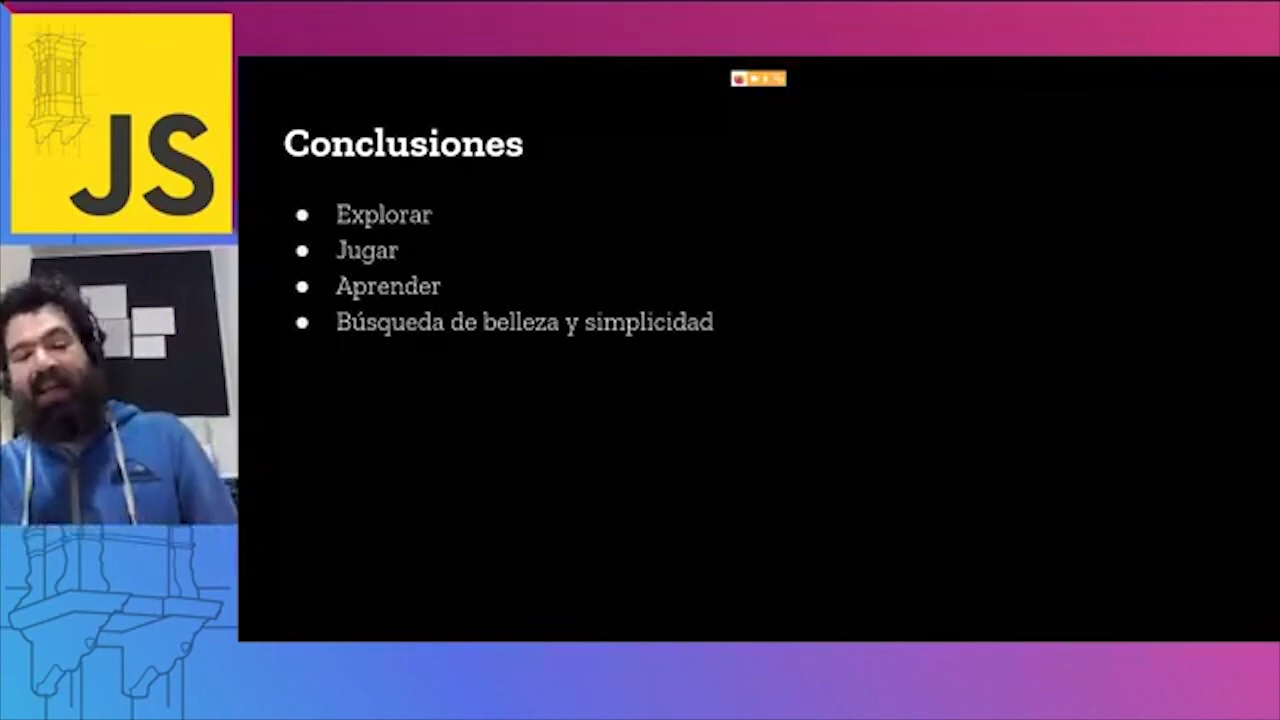 JS
Conclusiones
Explorar
Jugar
Aprender
Búsqueda de belleza y simplicidad